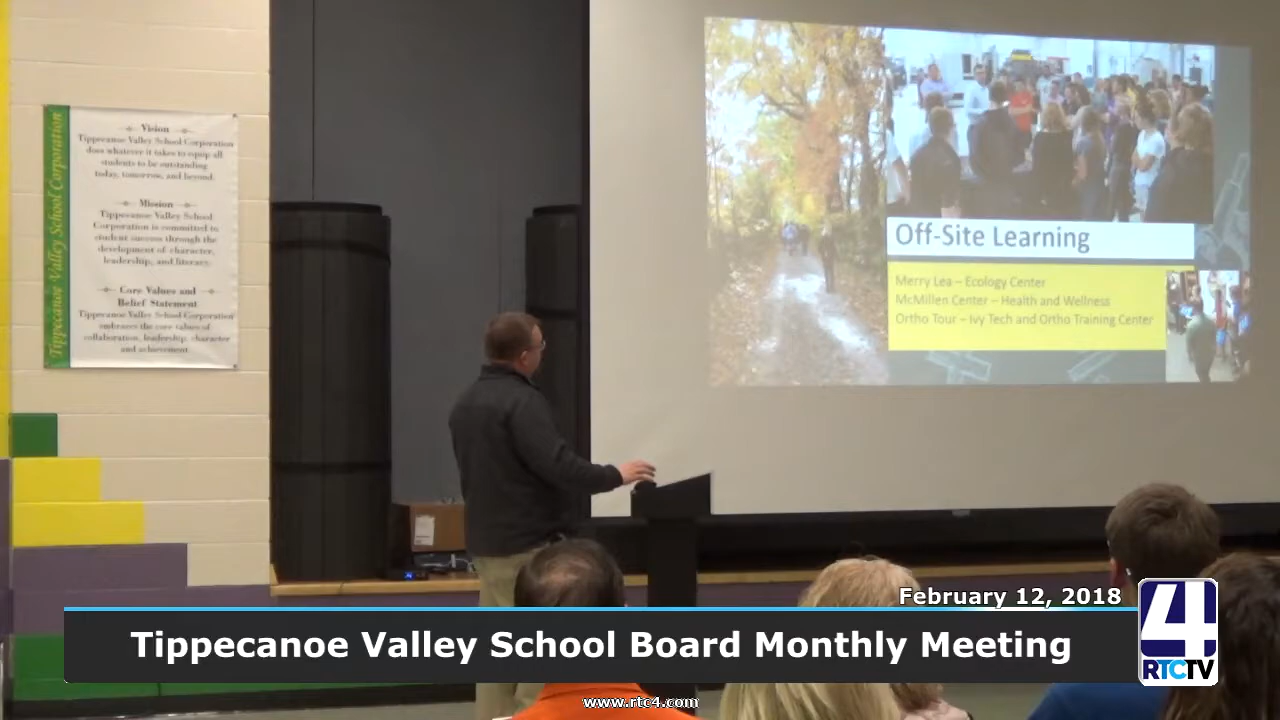 Tippecanoe Valley School Corporation
Vision
Tippecanoe Valley School Corporation
does whatever it takes to equip all
students to be outstanding
today, tomorrow, and beyond.
Mission
Tippecanoe Valley School
Corporation is committed to
student success through the
development of character,
leadership, and literacy.
Core Values and
Belief Statement
Tippecanoe Valley School Corporation
embraces the core values of
collaboration, leadership, character
and achievement
Off-Site Learning
Merry Lea – Ecology Center
McMillen Center – Health and Wellness
Ortho Tour – Ivy Tech and Ortho Training Center
February 12, 2018
Tippecanoe Valley School Board Monthly Meeting
4
RTCTV
www.rtc4.com